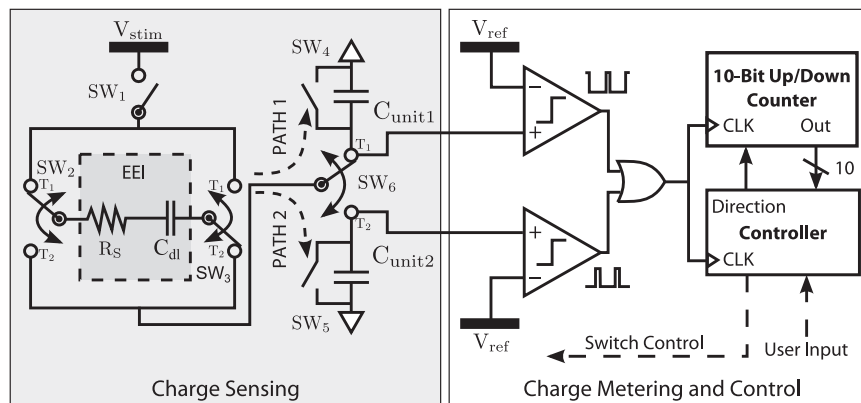 V_stim
SW_1
SW_2
T_1
T_2
EEI
R_S
C_dl
T_1
T_2
SW_3
PATH 1
PATH 2
SW_4
C_unit1
T_1
SW_6
T_2
C_unit2
SW_5
Charge Sensing
V_ref
−
+
+
−
V_ref
10-Bit Up/Down
Counter
CLK Out
10
Direction
Controller
CLK
Switch Control
User Input
Charge Metering and Control